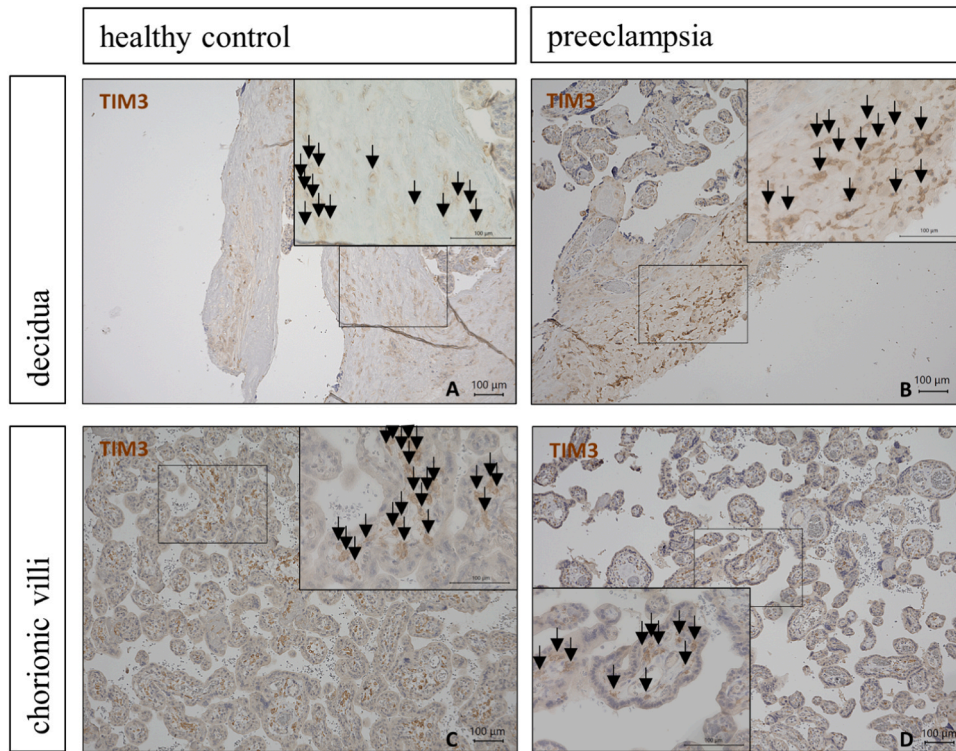 healthy control
preeclampsia
decidua
TIM3
100 µm
A
100 µm
TIM3
100 µm
B
100 µm
chorionic villi
TIM3
100 µm
C
100 µm
TIM3
100 µm
D
100 µm